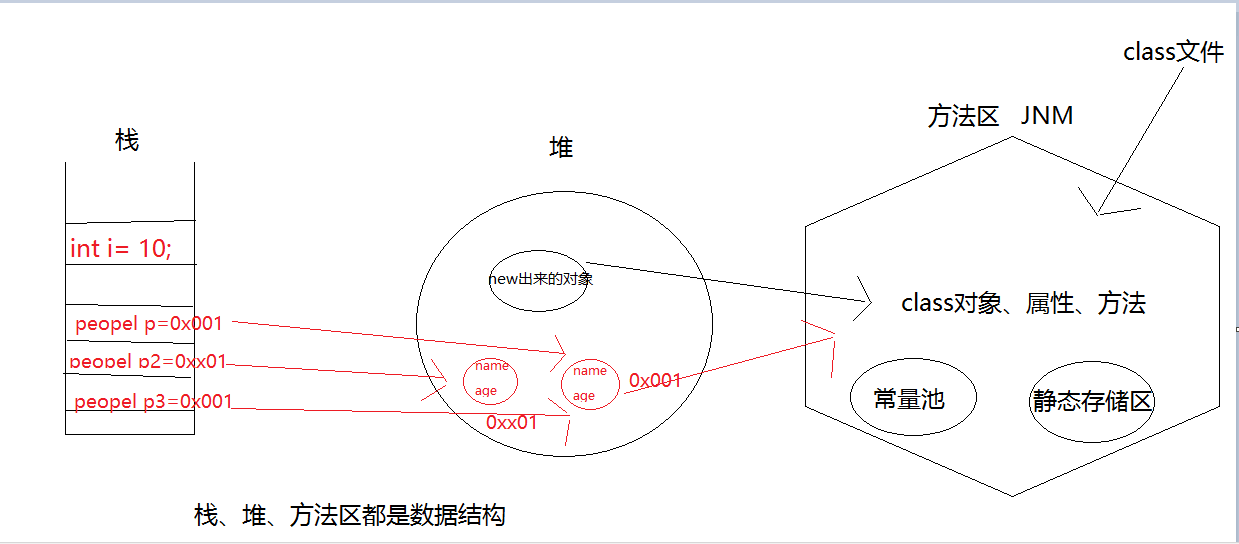 class文件
方法区 JNM
栈
堆
int i= 10;
new出来的对象
class对象、属性、方法
peopel p=0x001
peopel p2=0xx01
peopel p3=0x001
name
age
name
age
0x001
0xx01
常量池
静态存储区
栈、堆、方法区都是数据结构